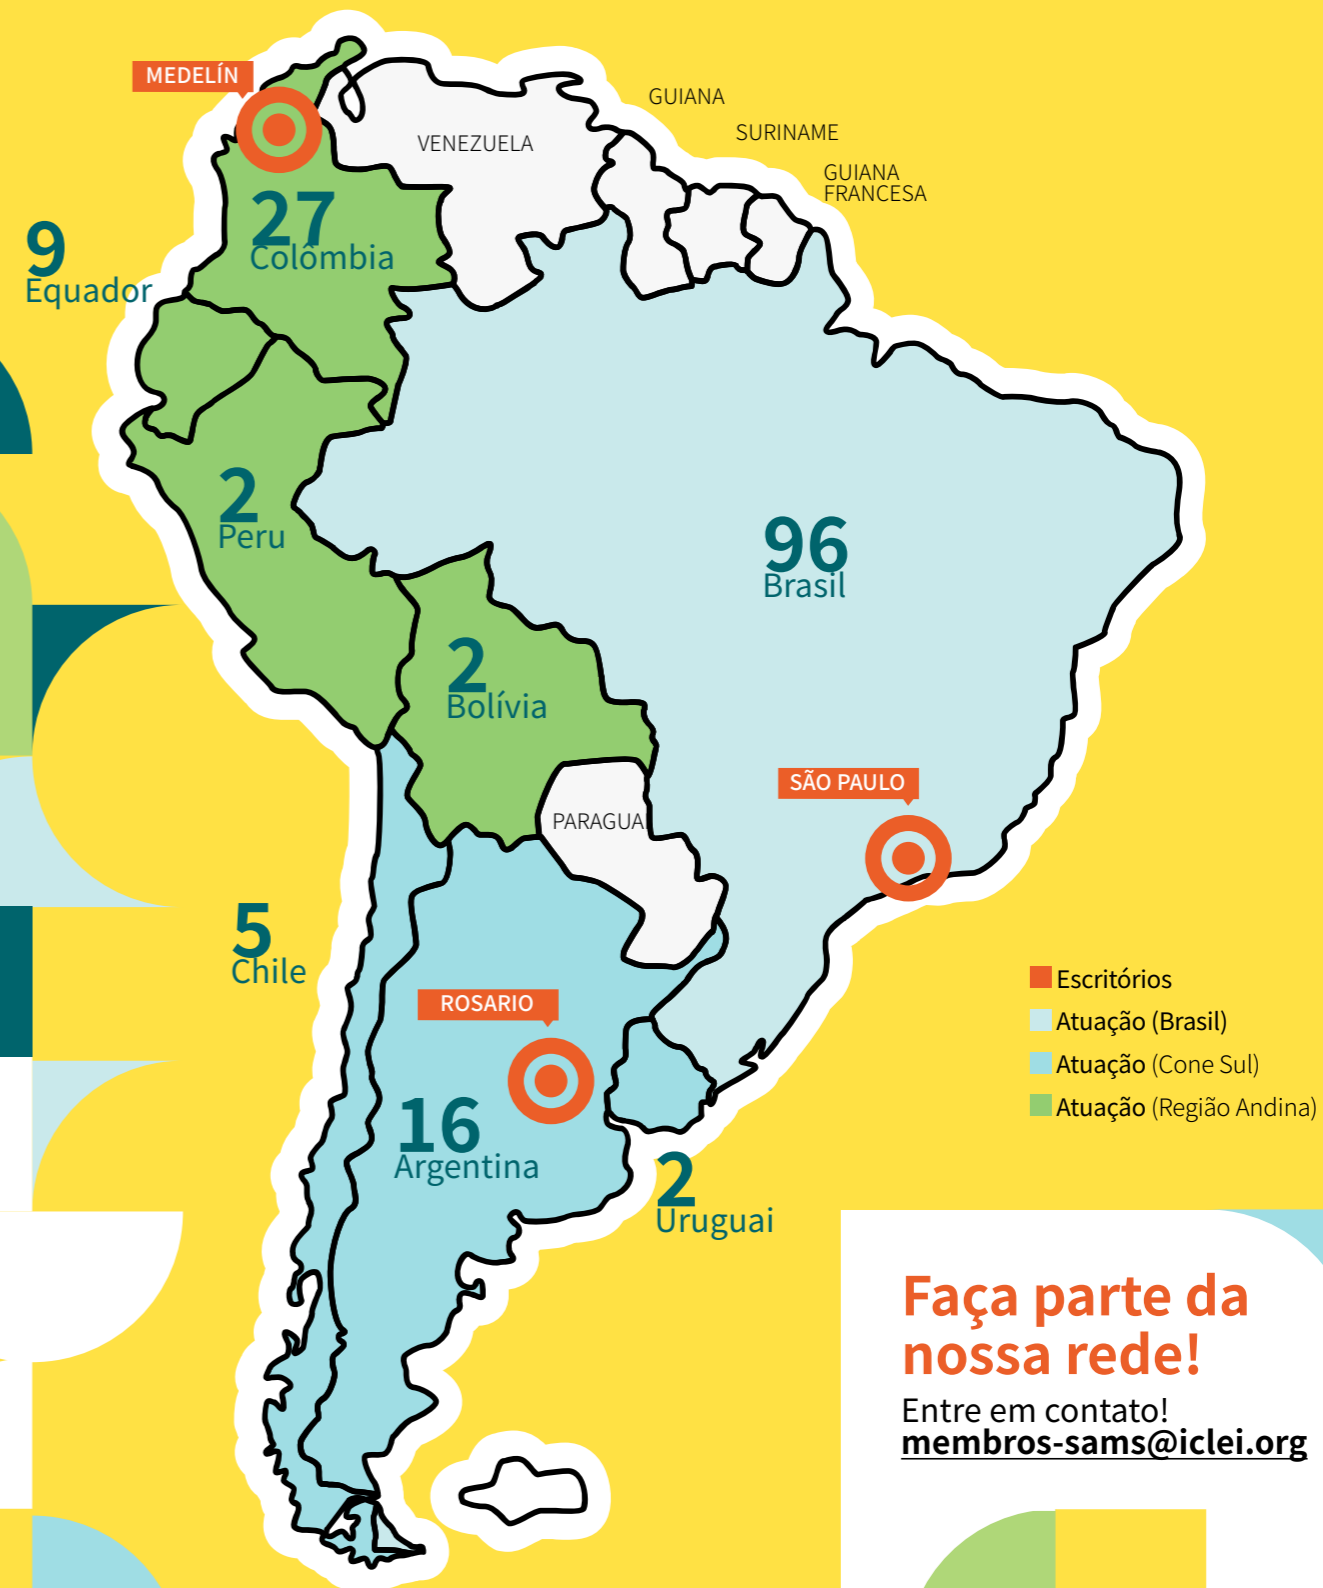 MEDELÍN
GUIANA
VENEZUELA
SURINAME
GUIANA
FRANCESA
27
Colômbia
9
Equador
2
Peru
96
Brasil
2
Bolívia
SÃO PAULO
PARAGUA
5
Chile
Escritórios
ROSARIO
Atuação (Brasil)
Atuação (Cone Sul)
Atuação (Região Andina)
16
Argentina
2
Uruguai
Faça parte da
nossa rede!
Entre em contato!
membros-sams@iclei.org